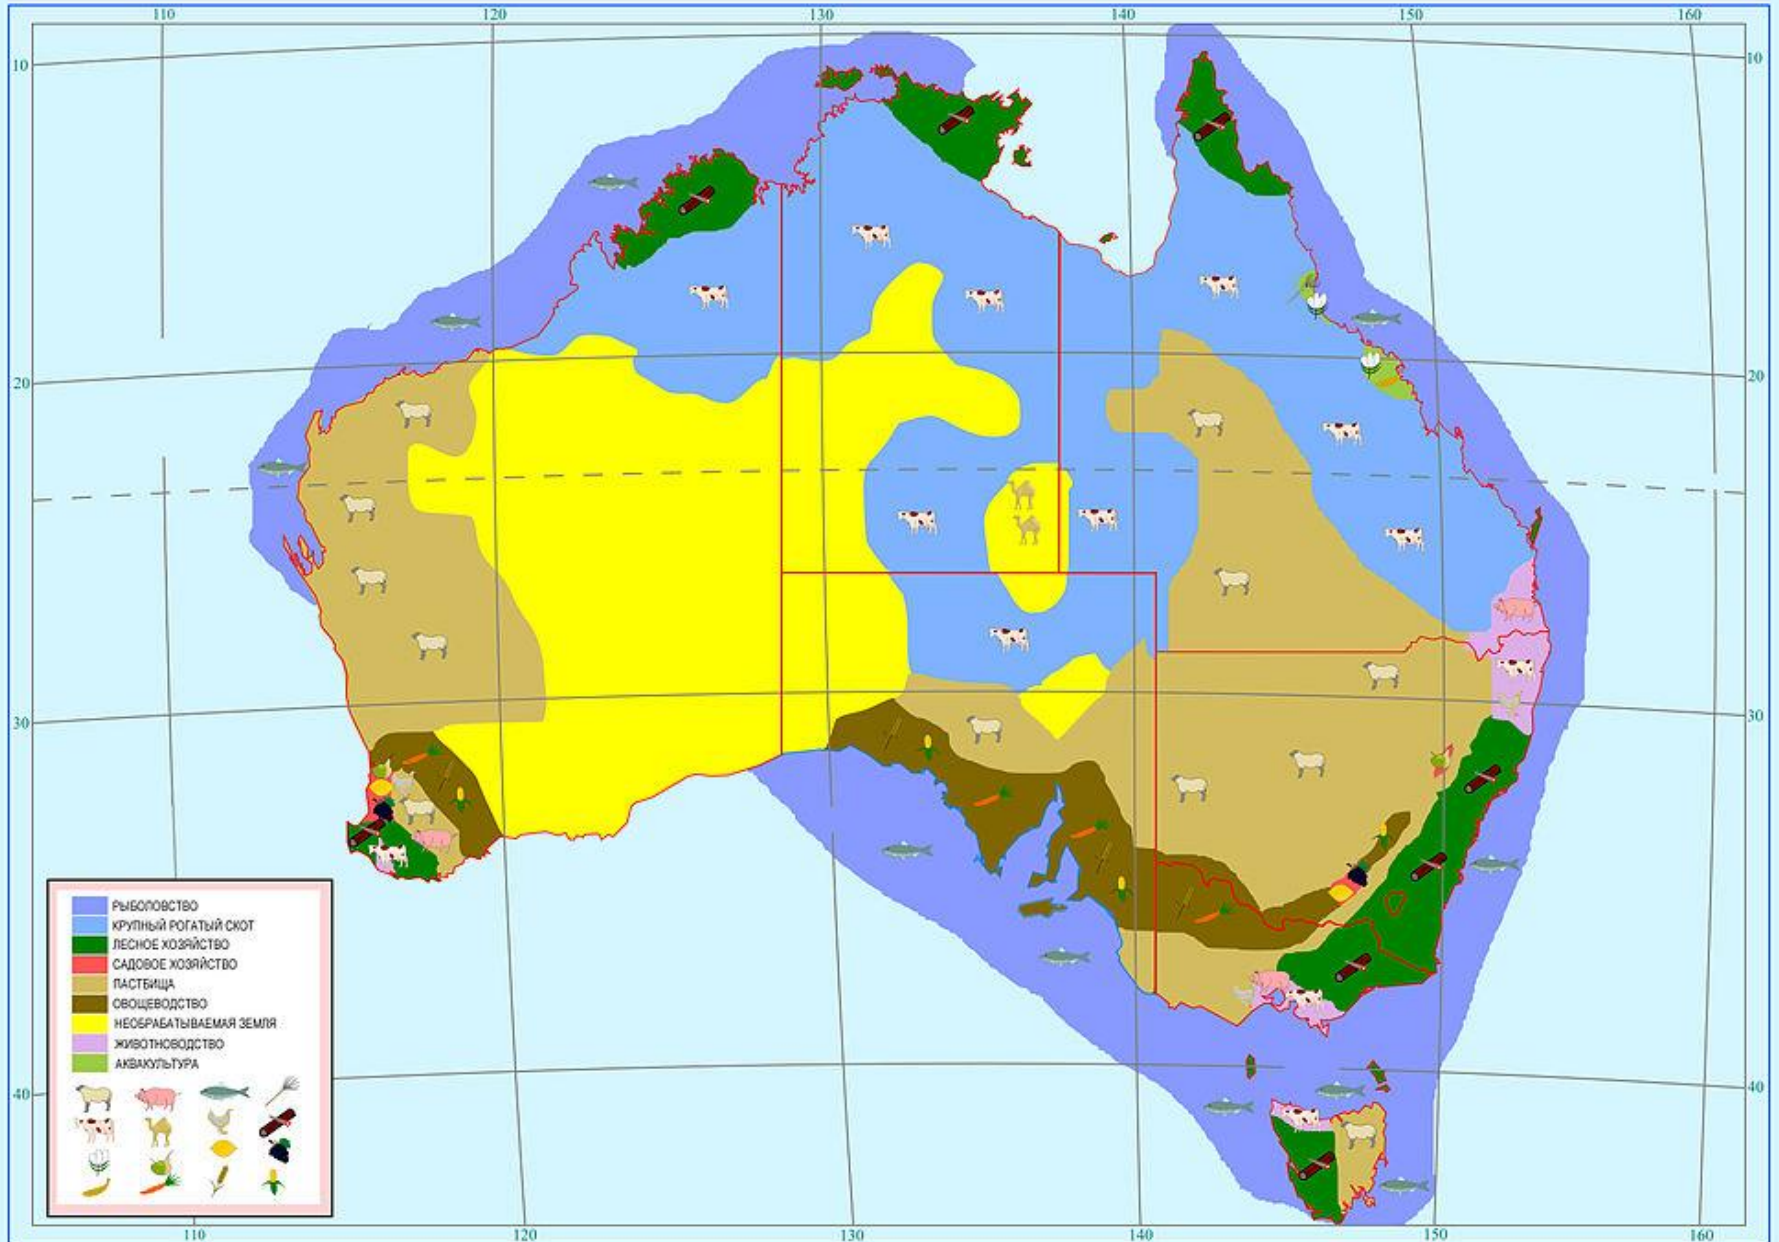 110 120 130 140 150 160
10 10
20 20
30 30
РЫБОЛОВСТВО
КРУПНЫЙ РОГАТЫЙ СКОТ
ЛЕСНОЕ ХОЗЯЙСТВО
САДОВОЕ ХОЗЯЙСТВО
ПАСТБИЩА
ОВОЩЕВОДСТВО
НЕОБРАБАТЫВАЕМАЯ ЗЕМЛЯ
ЖИВОТНОВОДСТВО
АКВАКУЛЬТУРА
40 40
110 120 130 140 150 160